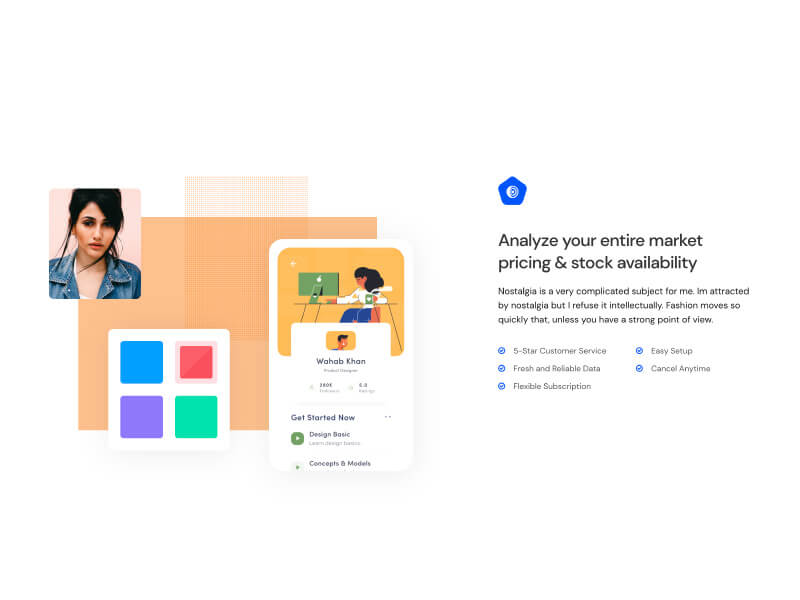 Analyze your entire market
pricing & stock availability
Nostalgia is a very complicated subject for me. Im attracted
by nostalgia but I refuse it intellectually. Fashion moves so
quickly that, unless you have a strong point of view.
5-Star Customer Service
Easy Setup
Fresh and Reliable Data
Cancel Anytime
Flexible Subscription
Wahab Khan
Product Designer
280K
5.0
Followers
Ratings
Get Started Now
Design Basic
Learn design basics
Concepts & Models